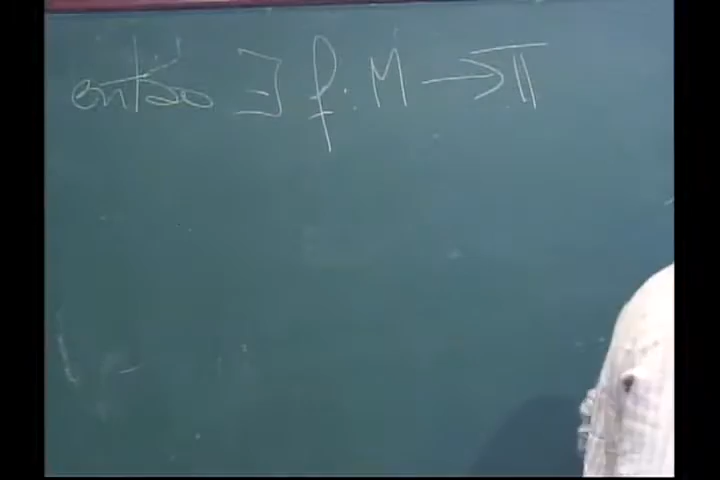 então ∃ f: M → Π